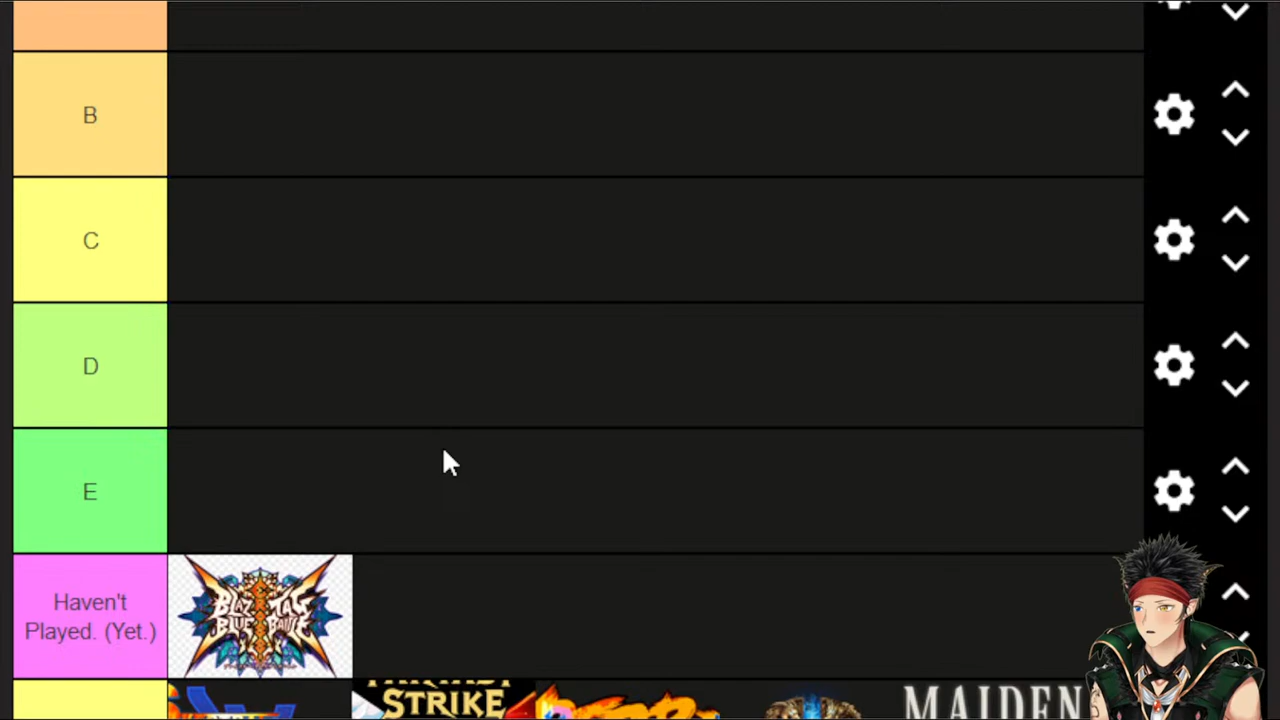 B
C
D
E
Haven't
Played. (Yet.)
BLAZ TAG
BLUE BATTLE
STRIKE
MAIDEN